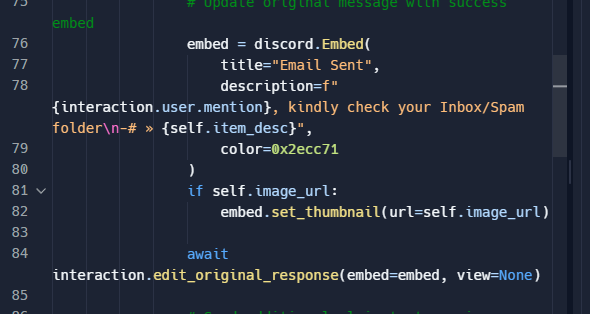 75 # Update original message with success
embed
76 embed = discord.Embed(
77 title="Email Sent",
78 description=f"
{interaction.user.mention}, kindly check your Inbox/Spam
folder\n-# » {self.item_desc}",
79 color=0x2ecc71
80 )
81 if self.image_url:
82 embed.set_thumbnail(url=self.image_url)
83
84 await
interaction.edit_original_response(embed=embed, view=None)
85